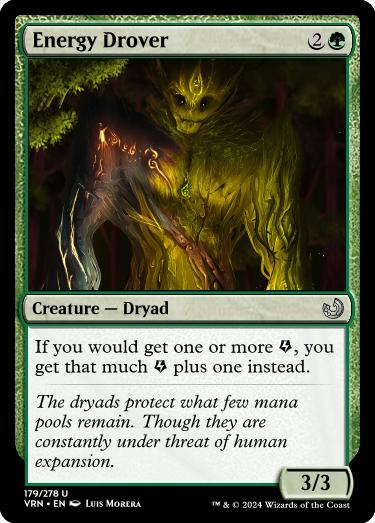 Energy Drover 2
Creature — Dryad
If you would get one or more , you
get that much plus one instead.
The dryads protect what few mana
pools remain. Though they are
constantly under threat of human
expansion.
3/3
179/278 U
VRN • EN Luis Morera
™ & © 2024 Wizards of the Coast